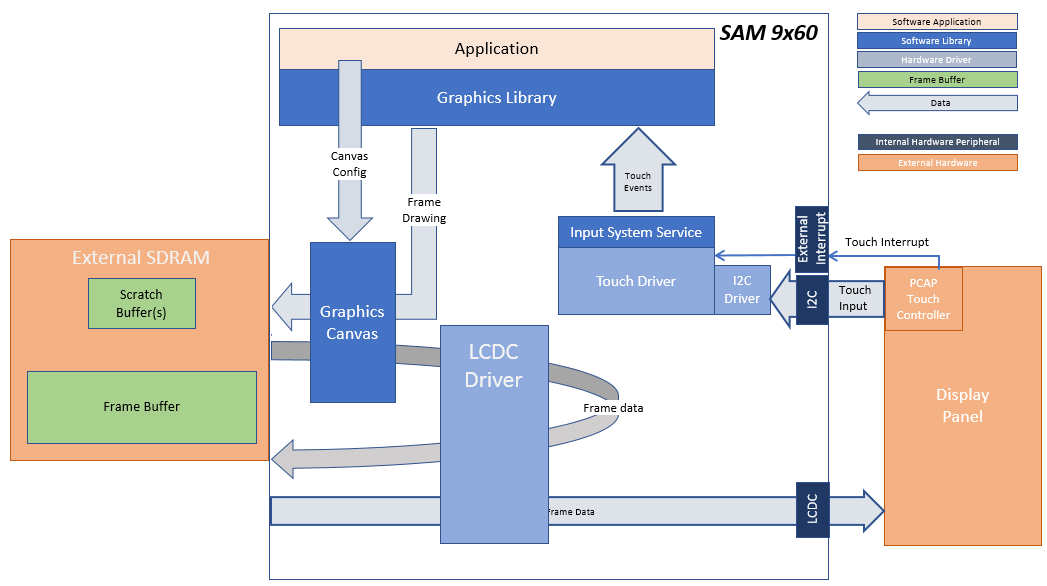 SAM 9x60
Application
Graphics Library
Canvas
Config
Frame
Drawing
Touch
Events
Input System Service
Touch Driver
I2C
Driver
External
Interrupt
I2C
Touch Interrupt
Touch
Input
PCAP
Touch
Controller
Display
Panel
External SDRAM
Scratch
Buffer(s)
Frame Buffer
Graphics
Canvas
LCDC
Driver
Frame data
Frame Data
LCDC
Software Application
Software Library
Hardware Driver
Frame Buffer
Data
Internal Hardware Peripheral
External Hardware